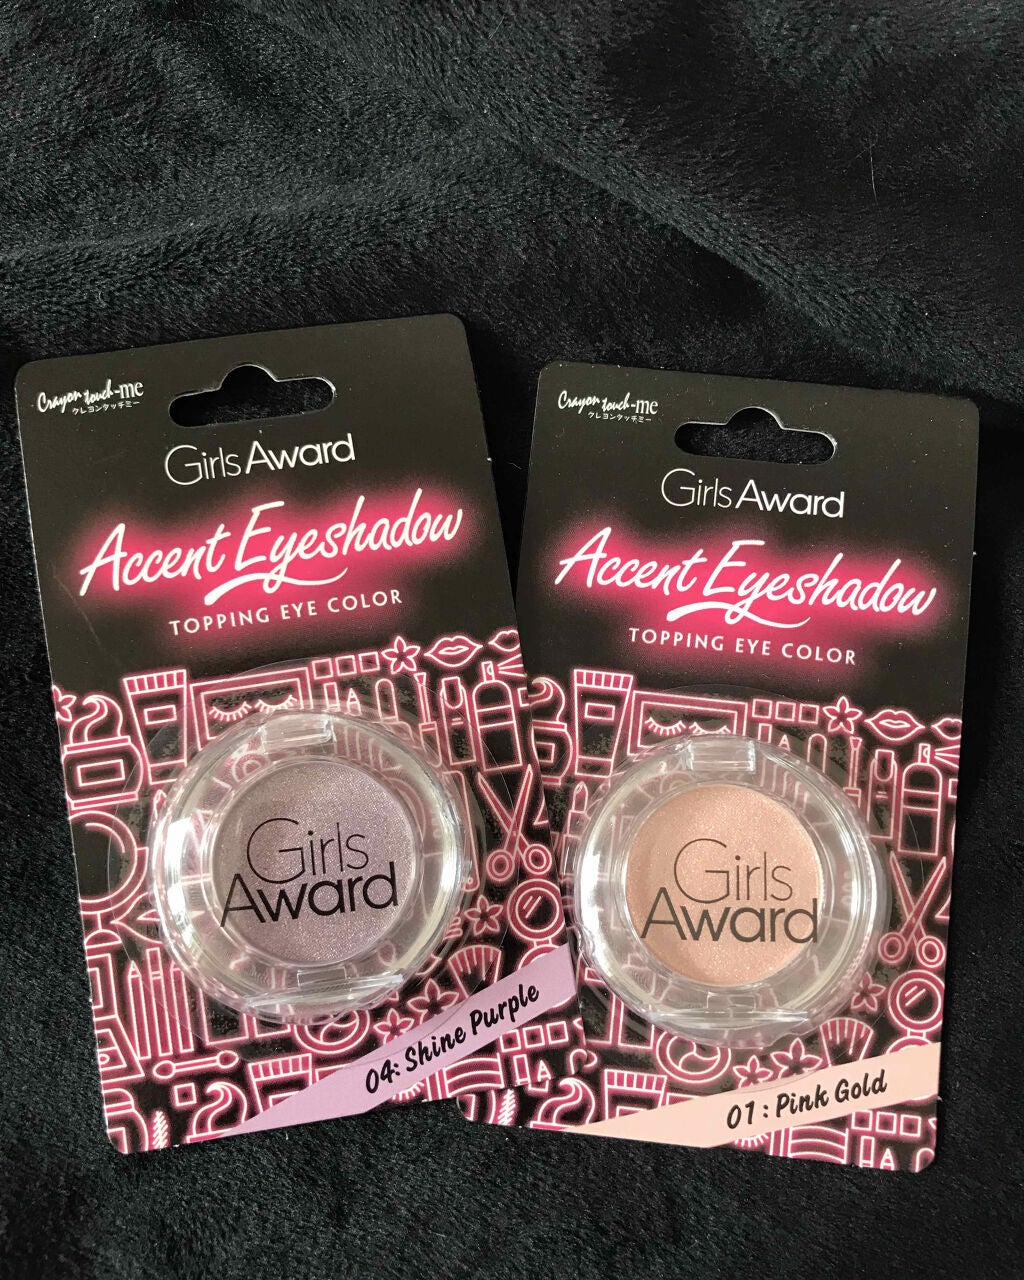 Crayon touch-me
クレヨンタッチミー
Girls Award
Accent Eyeshadow
TOPPING EYE COLOR
Girls
Award
04: Shine Purple
Crayon touch-me
クレヨンタッチミー
Girls Award
Accent Eyeshadow
TOPPING EYE COLOR
Girls
Award
01: Pink Gold